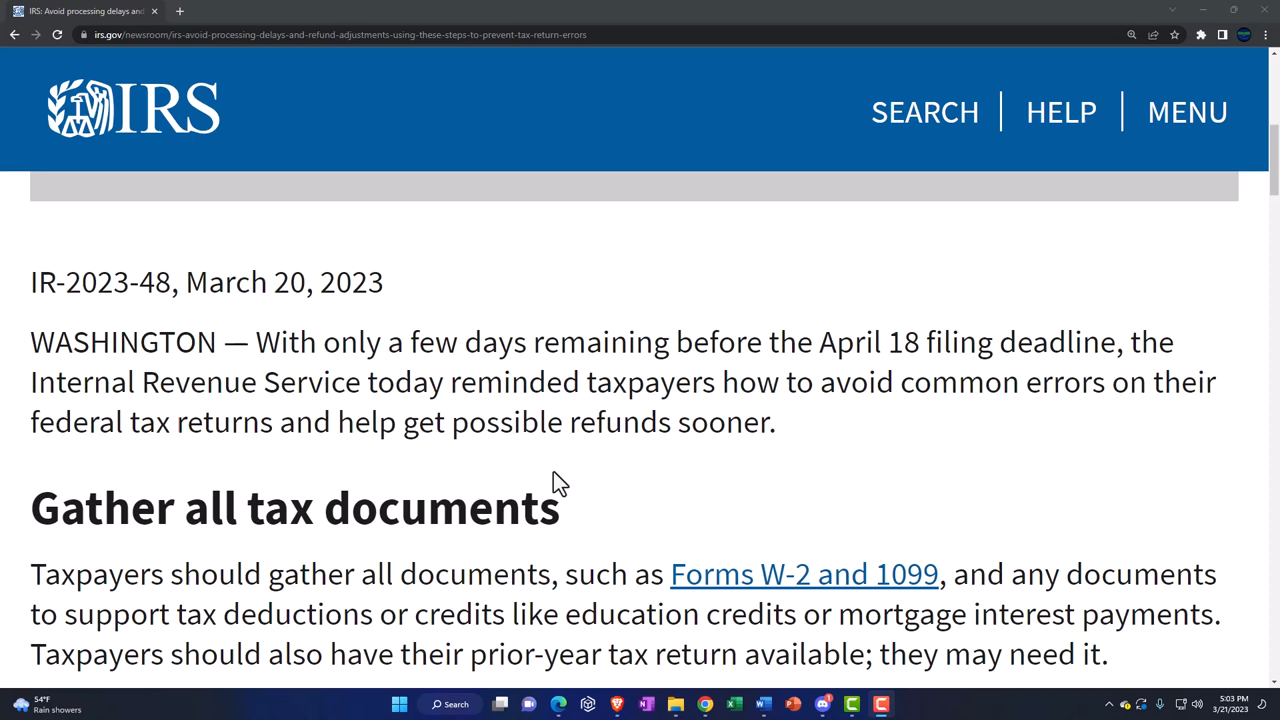 IRS: Avoid processing delays and
irs.gov/newsroom/irs-avoid-processing-delays-and-refund-adjustments-using-these-steps-to-prevent-tax-return-errors
IRS
SEARCH
HELP
MENU
IR-2023-48, March 20, 2023
WASHINGTON — With only a few days remaining before the April 18 filing deadline, the
Internal Revenue Service today reminded taxpayers how to avoid common errors on their
federal tax returns and help get possible refunds sooner.
Gather all tax documents
Taxpayers should gather all documents, such as Forms W-2 and 1099, and any documents
to support tax deductions or credits like education credits or mortgage interest payments.
Taxpayers should also have their prior-year tax return available; they may need it.
54°F
Rain showers
Search
5:03 PM
3/21/2023